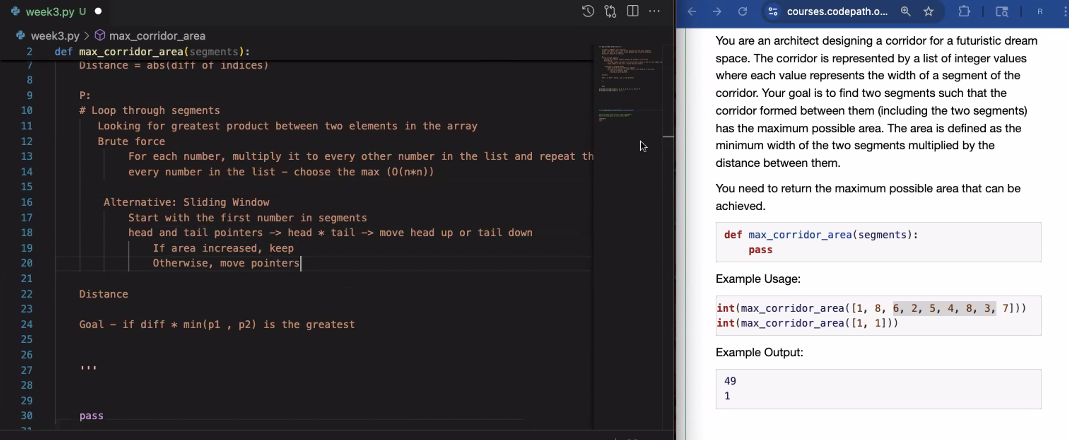 week3.py U
week3.py > max_corridor_area
2 def max_corridor_area(segments):
7 Distance = abs(diff of indices)
8
9 P:
10 # Loop through segments
11 Looking for greatest product between two elements in the array
12 Brute force
13 For each number, multiply it to every other number in the list and repeat th
14 every number in the list - choose the max (O(n*n))
15
16 Alternative: Sliding Window
17 Start with the first number in segments
18 head and tail pointers -> head * tail -> move head up or tail down
19 If area increased, keep
20 Otherwise, move pointers
21
22 Distance
23
24 Goal - if diff * min(p1 , p2) is the greatest
25
26
27 '''
28
29
30 pass
31
courses.codepath.o...
R
You are an architect designing a corridor for a futuristic dream
space. The corridor is represented by a list of integer values
where each value represents the width of a segment of the
corridor. Your goal is to find two segments such that the
corridor formed between them (including the two segments)
has the maximum possible area. The area is defined as the
minimum width of the two segments multiplied by the
distance between them.
You need to return the maximum possible area that can be
achieved.
def max_corridor_area(segments):
pass
Example Usage:
int(max_corridor_area([1, 8, 6, 2, 5, 4, 8, 3, 7]))
int(max_corridor_area([1, 1]))
Example Output:
49
1